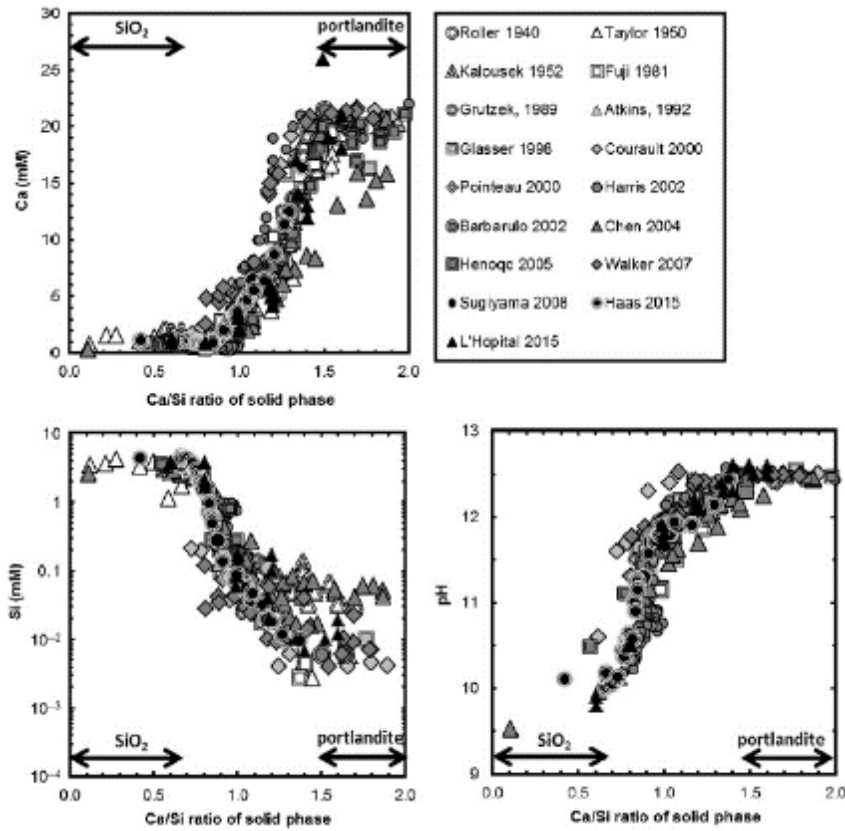 SiO2 portlandite
30
25
20
15
10
5
0
Ca (mM)
0.0 0.5 1.0 1.5 2.0
Ca/Si ratio of solid phase
Roller 1940 Taylor 1950
Kalousek 1952 Fuji 1981
Grutzek, 1989 Atkins, 1992
Glasser 1998 Courault 2000
Pointeau 2000 Harris 2002
Barbarulo 2002 Chen 2004
Henoqc 2005 Walker 2007
Sugiyama 2008 Haas 2015
L'Hopital 2015
10
1
0.1
10⁻²
10⁻³
10⁻⁴
Si (mM)
SiO2 portlandite
0.0 0.5 1.0 1.5 2.0
Ca/Si ratio of solid phase
13
12
11
10
9
pH
SiO2 portlandite
0.0 0.5 1.0 1.5 2.0
Ca/Si ratio of solid phase